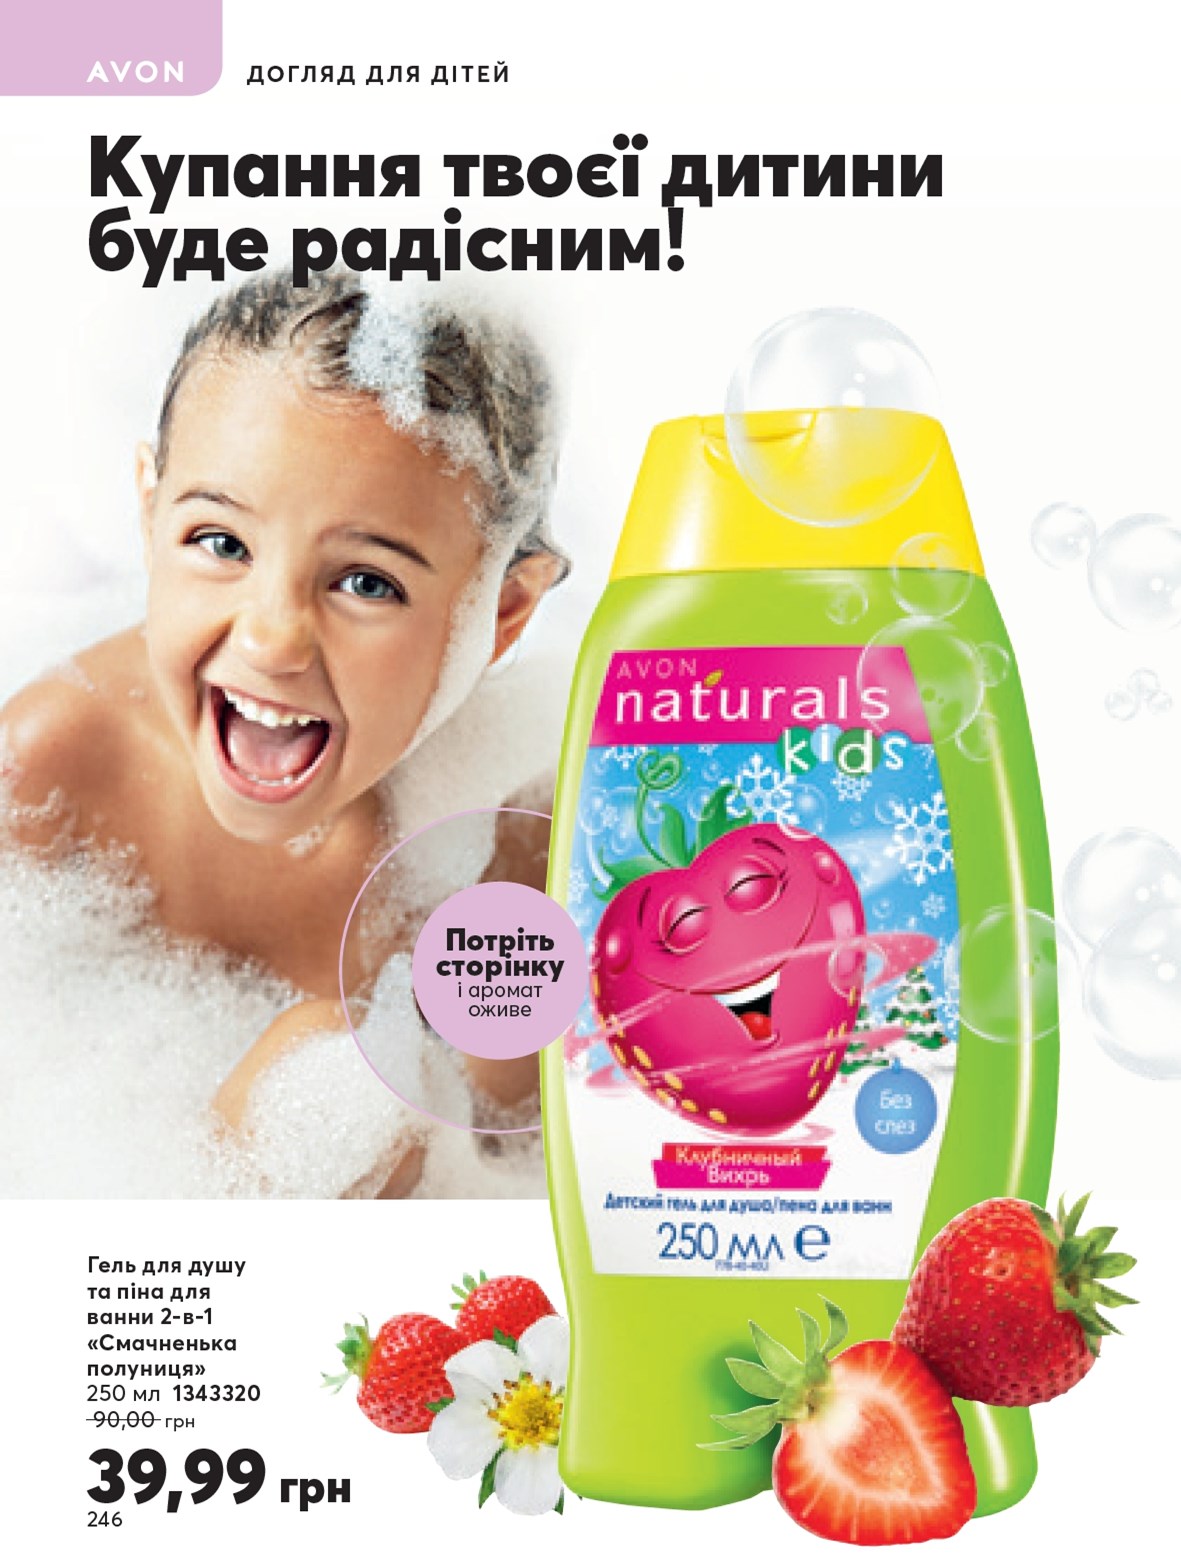 AVON
ДОГЛЯД ДЛЯ ДІТЕЙ
Купання твоєї дитини
буде радісним!
AVON
naturals
kids
Потріть
сторінку
і аромат
оживе
Без
слез
Клубничный
Вихрь
Детский гель для душа/пена для ванн
250 мл e
Гель для душу
та піна для
ванни 2-в-1
«Смачненька
полуниця»
250 мл 1343320
90,00 грн
39,99 грн
246